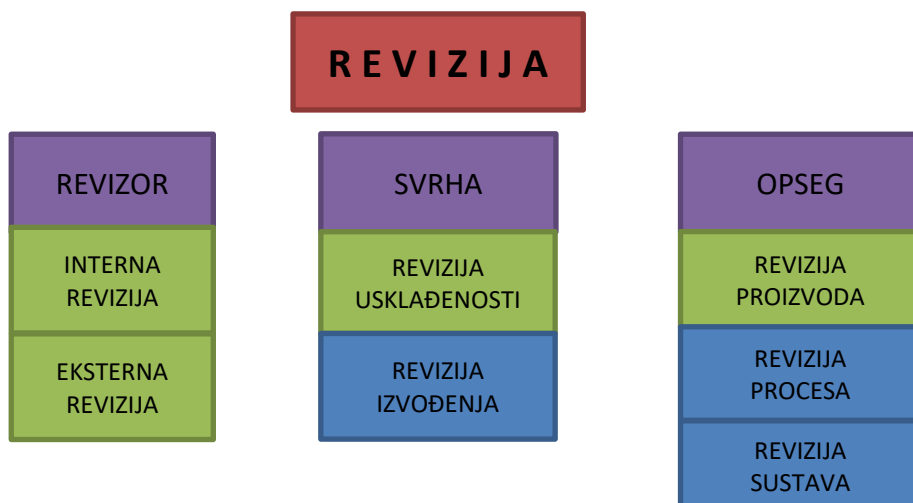 R E V I Z I J A
REVIZOR
INTERNA
REVIZIJA
EKSTERNA
REVIZIJA
SVRHA
REVIZIJA
USKLAĐENOSTI
REVIZIJA
IZVOĐENJA
OPSEG
REVIZIJA
PROIZVODA
REVIZIJA
PROCESA
REVIZIJA
SUSTAVA